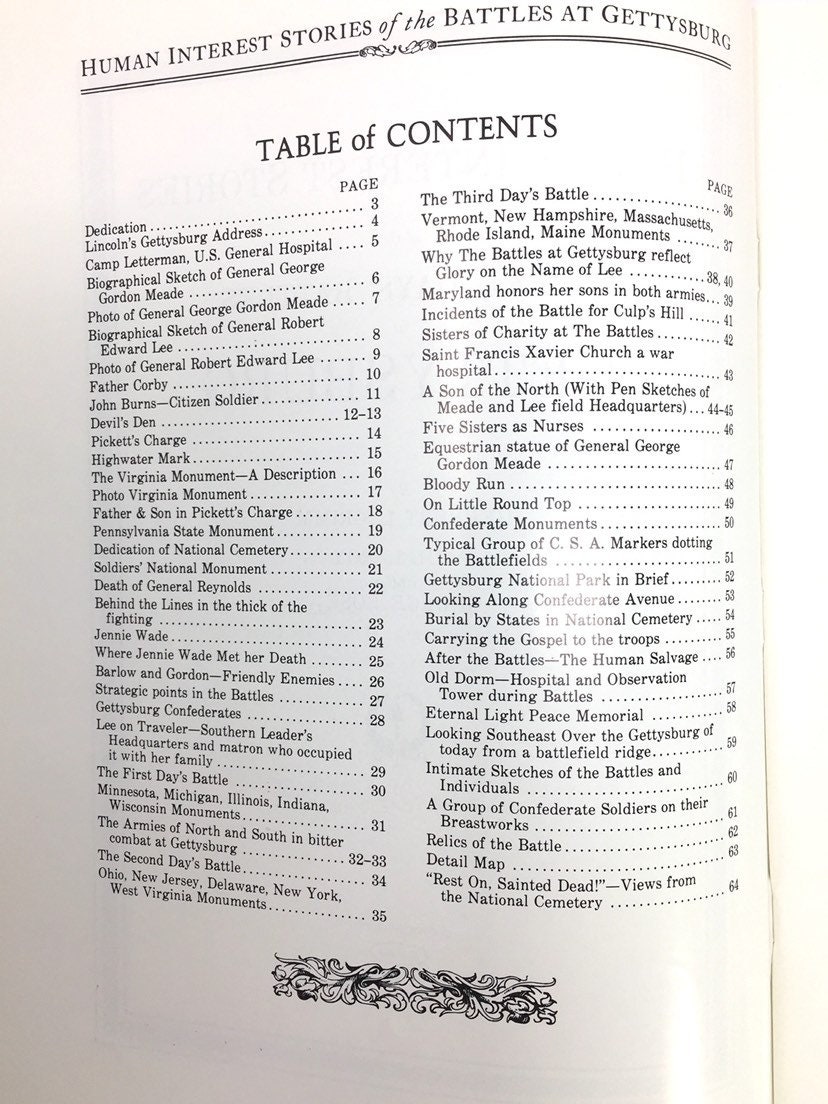 HUMAN INTEREST STORIES of the BATTLES AT GETTYSBURG
TABLE of CONTENTS
PAGE
Dedication 3
Lincoln's Gettysburg Address 4
Camp Letterman, U.S. General Hospital 5
Biographical Sketch of General George
Gordon Meade 6
Photo of General George Gordon Meade 7
Biographical Sketch of General Robert
Edward Lee 8
Photo of General Robert Edward Lee 9
Father Corby 10
John Burns—Citizen Soldier 11
Devil's Den 12–13
Pickett's Charge 14
Highwater Mark 15
The Virginia Monument—A Description 16
Photo Virginia Monument 17
Father & Son in Pickett's Charge 18
Pennsylvania State Monument 19
Dedication of National Cemetery 20
Soldiers' National Monument 21
Death of General Reynolds 22
Behind the Lines in the thick of the
fighting 23
Jennie Wade 24
Where Jennie Wade Met her Death 25
Barlow and Gordon—Friendly Enemies 26
Strategic points in the Battles 27
Gettysburg Confederates 28
Lee on Traveler—Southern Leader's
Headquarters and matron who occupied
it with her family 29
The First Day's Battle 30
Minnesota, Michigan, Illinois, Indiana,
Wisconsin Monuments 31
The Armies of North and South in bitter
combat at Gettysburg 32–33
The Second Day's Battle 34
Ohio, New Jersey, Delaware, New York,
West Virginia Monuments 35
PAGE
The Third Day's Battle 36
Vermont, New Hampshire, Massachusetts,
Rhode Island, Maine Monuments 37
Why The Battles at Gettysburg reflect
Glory on the Name of Lee 38, 40
Maryland honors her sons in both armies 39
Incidents of the Battle for Culp's Hill 41
Sisters of Charity at The Battles 42
Saint Francis Xavier Church a war
hospital 43
A Son of the North (With Pen Sketches of
Meade and Lee field Headquarters) 44–45
Five Sisters as Nurses 46
Equestrian statue of General George
Gordon Meade 47
Bloody Run 48
On Little Round Top 49
Confederate Monuments 50
Typical Group of C. S. A. Markers dotting
the Battlefields 51
Gettysburg National Park in Brief 52
Looking Along Confederate Avenue 53
Burial by States in National Cemetery 54
Carrying the Gospel to the troops 55
After the Battles—The Human Salvage 56
Old Dorm—Hospital and Observation
Tower during Battles 57
Eternal Light Peace Memorial 58
Looking Southeast Over the Gettysburg of
today from a battlefield ridge 59
Intimate Sketches of the Battles and
Individuals 60
A Group of Confederate Soldiers on their
Breastworks 61
Relics of the Battle 62
Detail Map 63
"Rest On, Sainted Dead!"—Views from
the National Cemetery 64